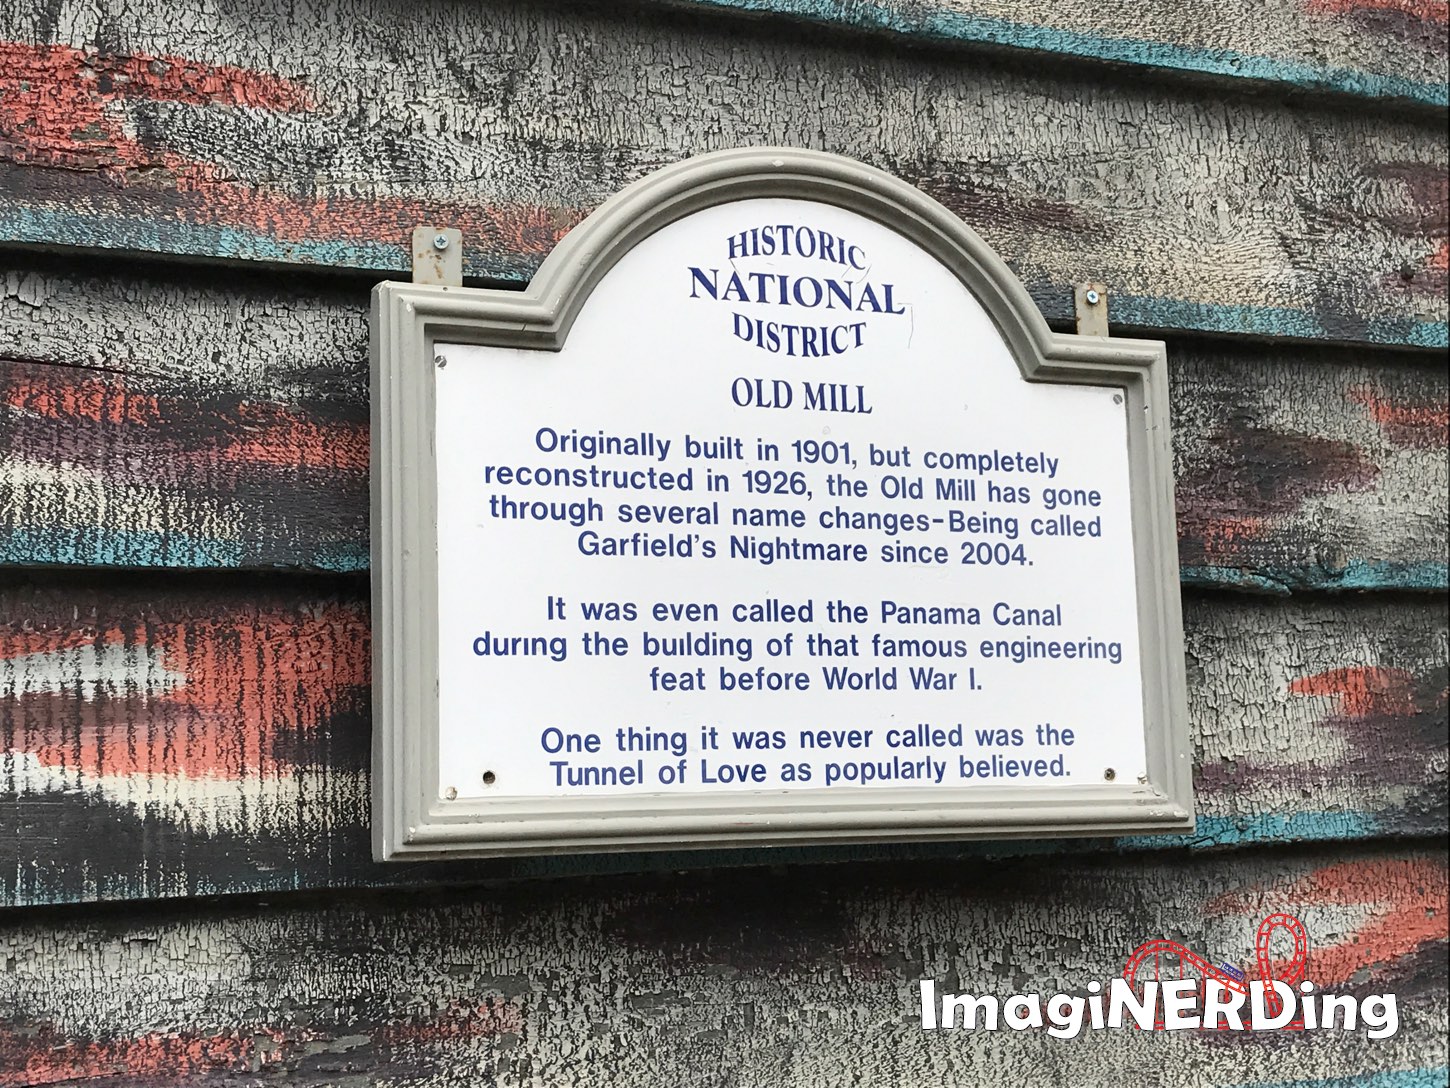 HISTORIC
NATIONAL
DISTRICT
OLD MILL
Originally built in 1901, but completely
reconstructed in 1926, the Old Mill has gone
through several name changes-Being called
Garfield's Nightmare since 2004.
It was even called the Panama Canal
during the building of that famous engineering
feat before World War I.
One thing it was never called was the
Tunnel of Love as popularly believed.
ImagiNERDing